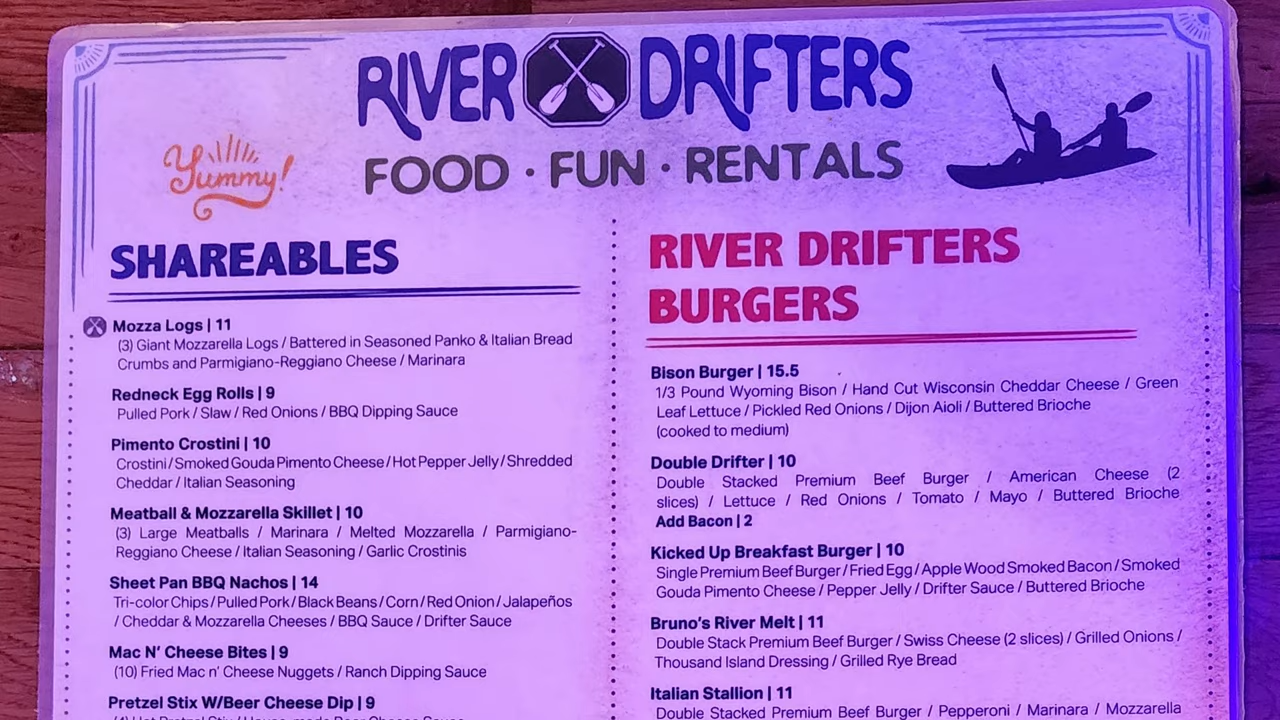 RIVER DRIFTERS
FOOD · FUN · RENTALS
Yummy!
SHAREABLES
Mozza Logs | 11
(3) Giant Mozzarella Logs / Battered in Seasoned Panko & Italian Bread
Crumbs and Parmigiano-Reggiano Cheese / Marinara
Redneck Egg Rolls | 9
Pulled Pork / Slaw / Red Onions / BBQ Dipping Sauce
Pimento Crostini | 10
Crostini / Smoked Gouda Pimento Cheese / Hot Pepper Jelly / Shredded
Cheddar / Italian Seasoning
Meatball & Mozzarella Skillet | 10
(3) Large Meatballs / Marinara / Melted Mozzarella / Parmigiano-
Reggiano Cheese / Italian Seasoning / Garlic Crostinis
Sheet Pan BBQ Nachos | 14
Tri-color Chips / Pulled Pork / Black Beans / Corn / Red Onion / Jalapeños
/ Cheddar & Mozzarella Cheeses / BBQ Sauce / Drifter Sauce
Mac N' Cheese Bites | 9
(10) Fried Mac n' Cheese Nuggets / Ranch Dipping Sauce
Pretzel Stix W/Beer Cheese Dip | 9
(4) Hot Pretzel Stix / House-made Beer Cheese Sauce
RIVER DRIFTERS
BURGERS
Bison Burger | 15.5
1/3 Pound Wyoming Bison / Hand Cut Wisconsin Cheddar Cheese / Green
Leaf Lettuce / Pickled Red Onions / Dijon Aioli / Buttered Brioche
(cooked to medium)
Double Drifter | 10
Double Stacked Premium Beef Burger / American Cheese (2
slices) / Lettuce / Red Onions / Tomato / Mayo / Buttered Brioche
Add Bacon | 2
Kicked Up Breakfast Burger | 10
Single Premium Beef Burger / Fried Egg / Apple Wood Smoked Bacon / Smoked
Gouda Pimento Cheese / Pepper Jelly / Drifter Sauce / Buttered Brioche
Bruno's River Melt | 11
Double Stack Premium Beef Burger / Swiss Cheese (2 slices) / Grilled Onions /
Thousand Island Dressing / Grilled Rye Bread
Italian Stallion | 11
Double Stacked Premium Beef Burger / Pepperoni / Marinara / Mozzarella